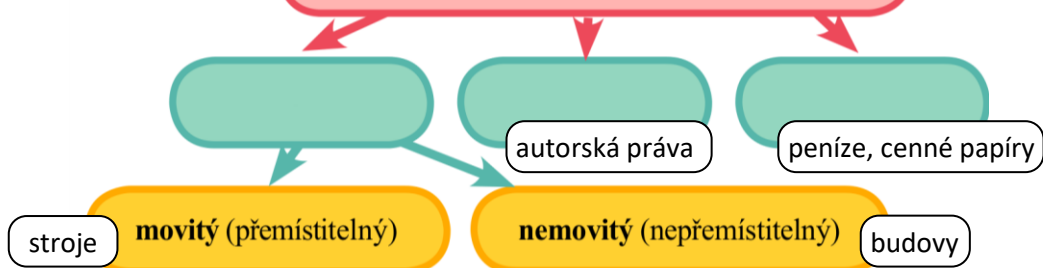 autorská práva
peníze, cenné papíry
stroje
movitý (přemístitelný)
nemovitý (nepřemístitelný)
budovy